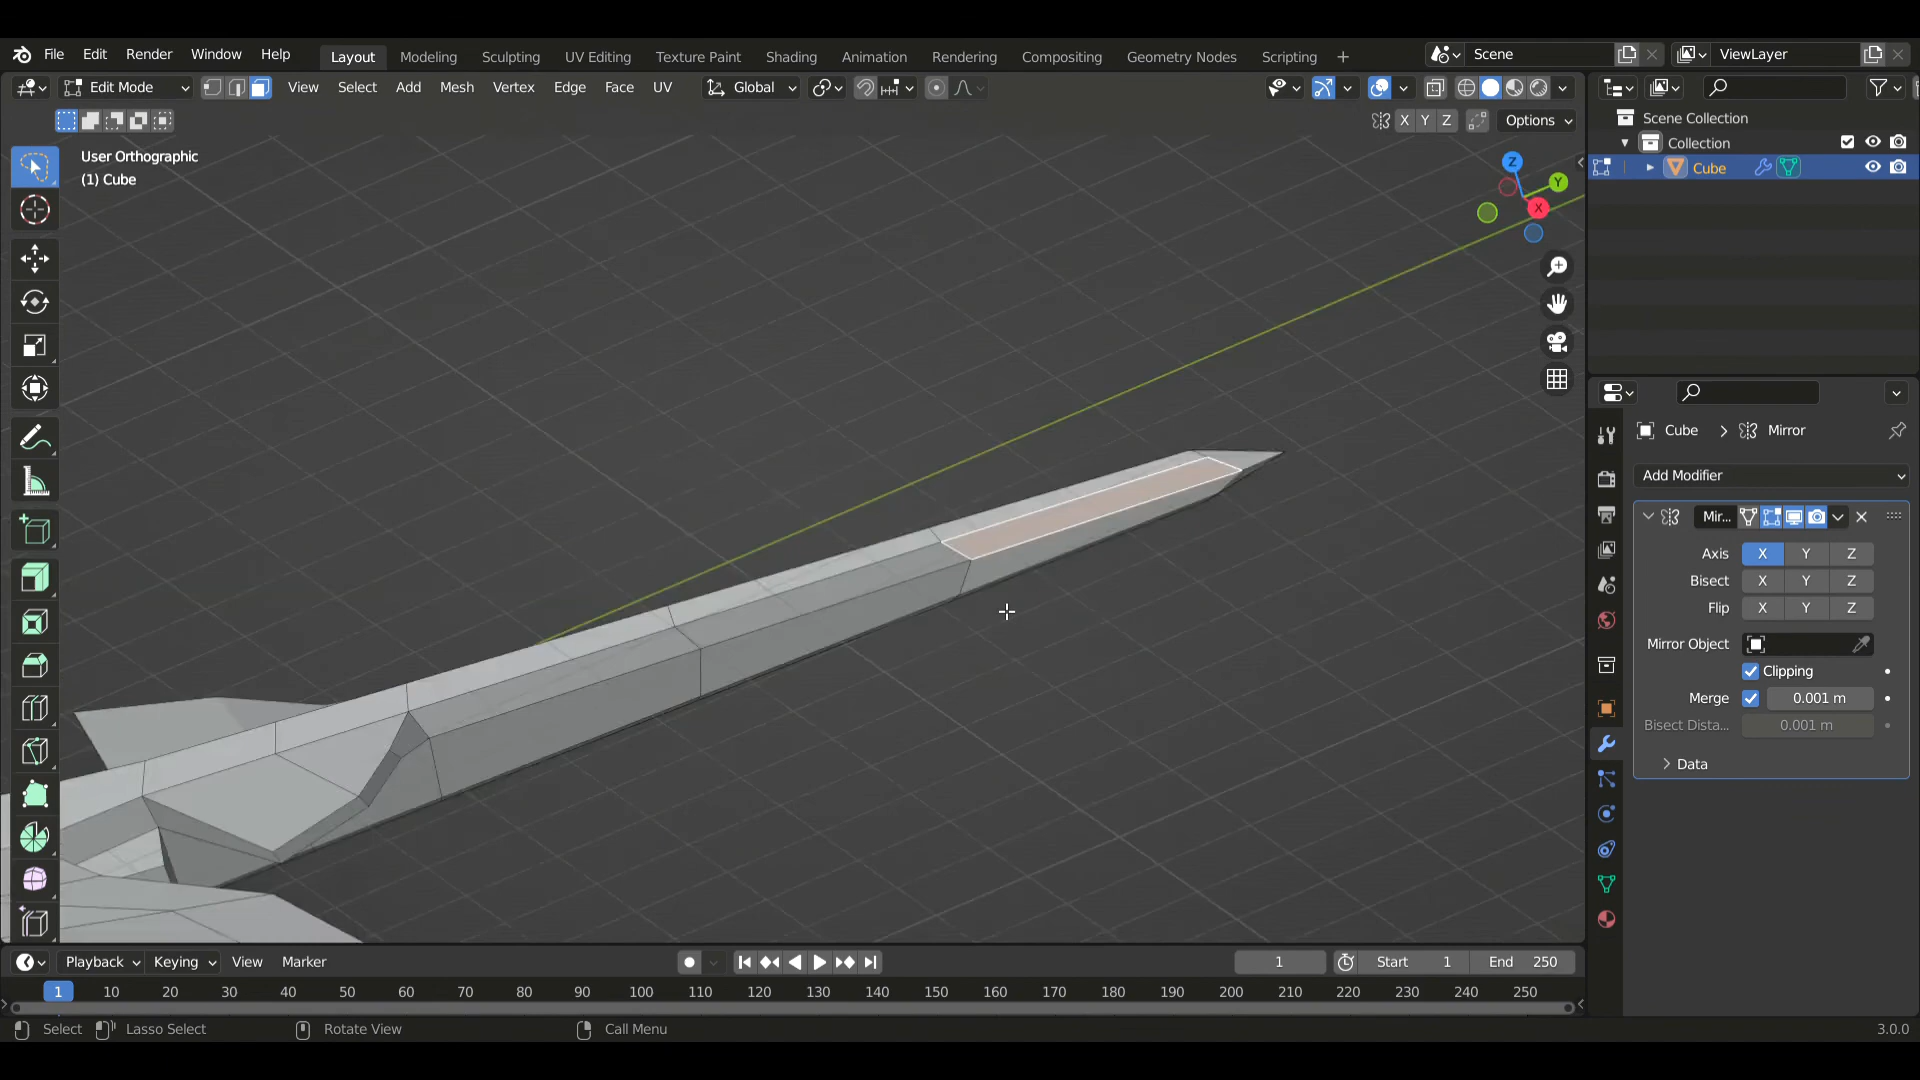 File Edit Render Window Help Layout Modeling Sculpting UV Editing Texture Paint Shading Animation Rendering Compositing Geometry Nodes Scripting + Scene ViewLayer
Edit Mode View Select Add Mesh Vertex Edge Face UV Global
X Y Z Options
User Orthographic
(1) Cube
Z
Y
X
Scene Collection
Collection
Cube
Cube > Mirror
Add Modifier
Mir...
Axis X Y Z
Bisect X Y Z
Flip X Y Z
Mirror Object
Clipping
Merge 0.001 m
Bisect Dista... 0.001 m
Data
Playback Keying View Marker 1 Start 1 End 250
1 10 20 30 40 50 60 70 80 90 100 110 120 130 140 150 160 170 180 190 200 210 220 230 240 250
Select Lasso Select Rotate View Call Menu 3.0.0